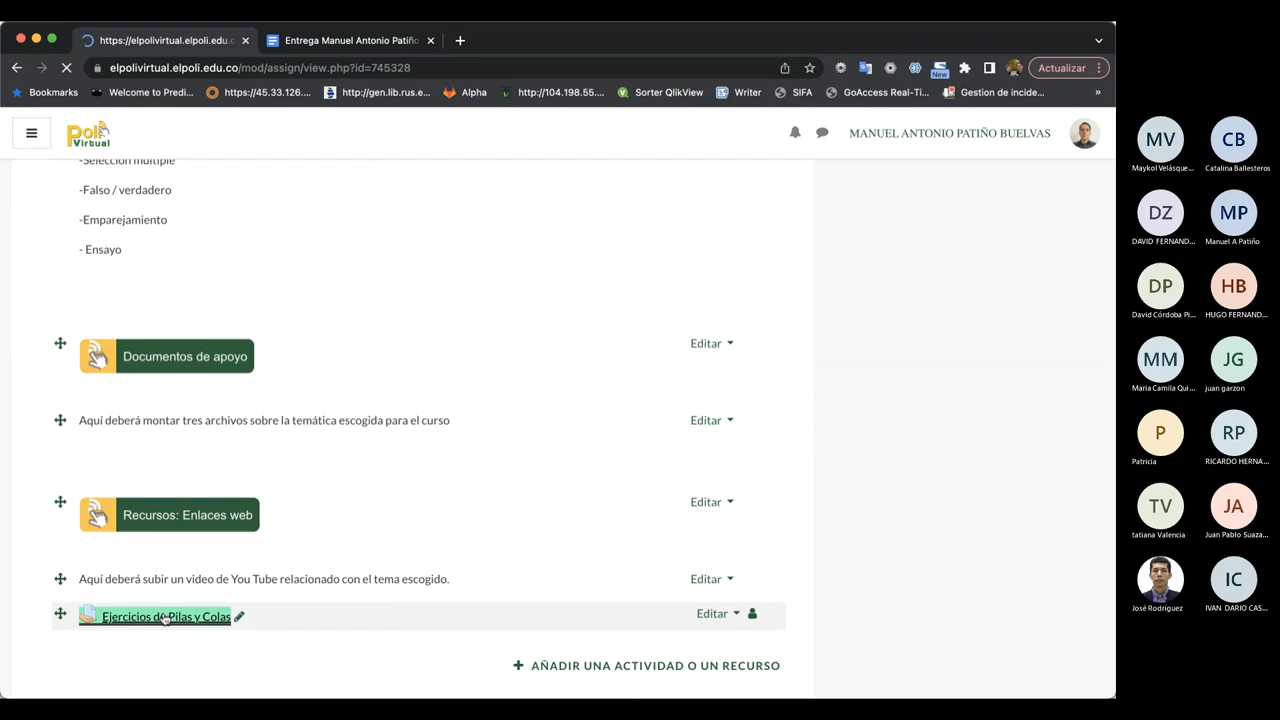 https://elpolivirtual.elpoli.edu.c
Entrega Manuel Antonio Patiño
elpolivirtual.elpoli.edu.co/mod/assign/view.php?id=745328
New
Actualizar
Bookmarks
Welcome to Predi...
https://45.33.126....
http://gen.lib.rus.e...
Alpha
http://104.198.55....
Sorter QlikView
Writer
SIFA
GoAccess Real-Ti...
Gestion de incide...
»
Poli Virtual
MANUEL ANTONIO PATIÑO BUELVAS
-Selección múltiple
-Falso / verdadero
-Emparejamiento
- Ensayo
Documentos de apoyo
Editar
Aquí deberá montar tres archivos sobre la temática escogida para el curso
Editar
Recursos: Enlaces web
Editar
Aquí deberá subir un video de You Tube relacionado con el tema escogido.
Editar
Ejercicios de Pilas y Colas
Editar
AÑADIR UNA ACTIVIDAD O UN RECURSO
MV
CB
Maykol Velásque...
Catalina Ballesteros
DZ
MP
DAVID FERNAND...
Manuel A Patiño
DP
HB
David Córdoba Pi...
HUGO FERNAND...
MM
JG
Maria Camila Qui...
juan garzon
P
RP
Patricia
RICARDO HERNA...
TV
JA
tatiana Valencia
Juan Pablo Suaza...
IC
José Rodríguez
IVAN DARIO CAS...